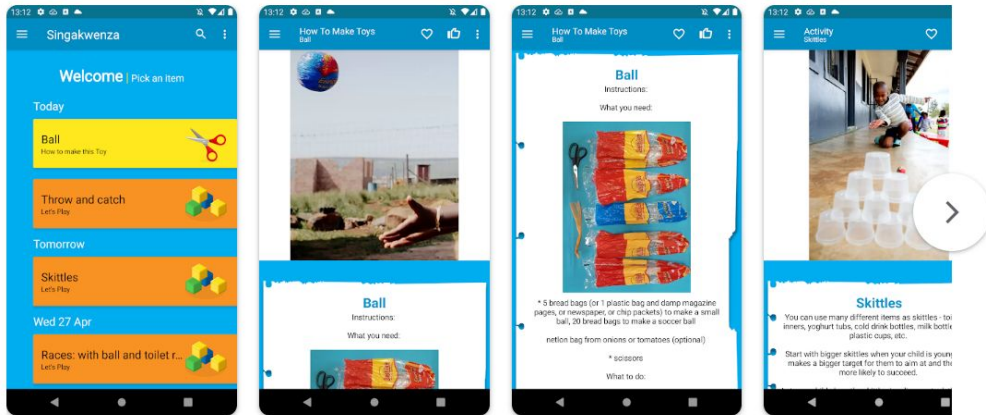 13:12
Singakwenza
Welcome | Pick an Item
Today
Ball
How to make this Toy
Throw and catch
Let's Play
Tomorrow
Skittles
Let's Play
Wed 27 Apr
Races: with ball and toilet r...
Let's Play
13:12
How To Make Toys
Ball
Ball
Instructions:
What you need:
13:12
How To Make Toys
Ball
Ball
Instructions:
What you need:
* 5 bread bags (or 1 plastic bag and damp magazine
pages, or newspaper, or chip packets) to make a small
ball, 20 bread bags to make a soccer ball
netlon bag from onions or tomatoes (optional)
* scissors
What to do:
13:12
Activity
Skittles
Skittles
You can use many different items as skittles - toi
inners, yoghurt tubs, cold drink bottles, milk bottle
plastic cups, etc.
Start with bigger skittles when your child is young
makes a bigger target for them to aim at and the
more likely to succeed.